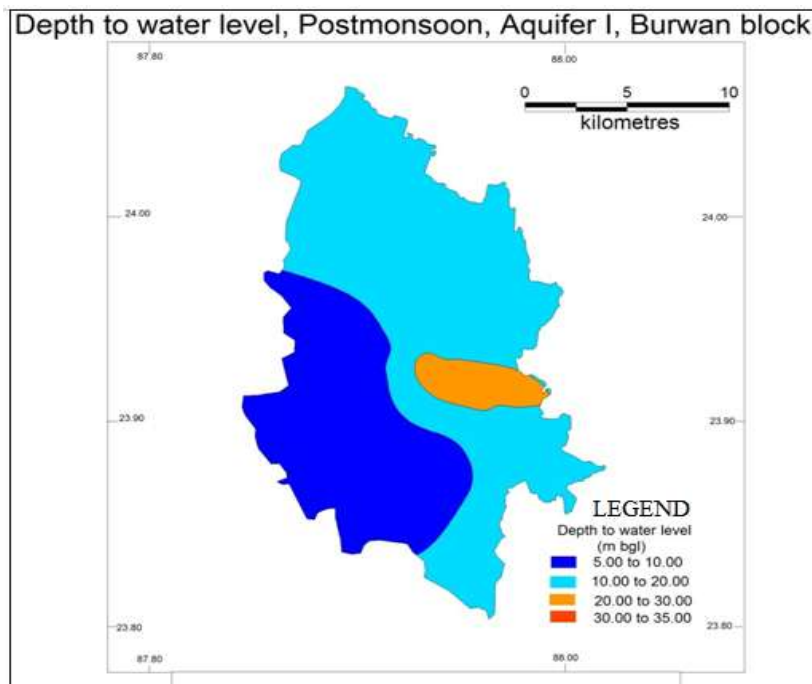 Depth to water level, Postmonsoon, Aquifer I, Burwan block
87.80
88.00
0 5 10
kilometres
24.00
24.00
23.90
23.90
LEGEND
Depth to water level
(m bgl)
5.00 to 10.00
10.00 to 20.00
20.00 to 30.00
30.00 to 35.00
23.80
23.80
87.80
88.00